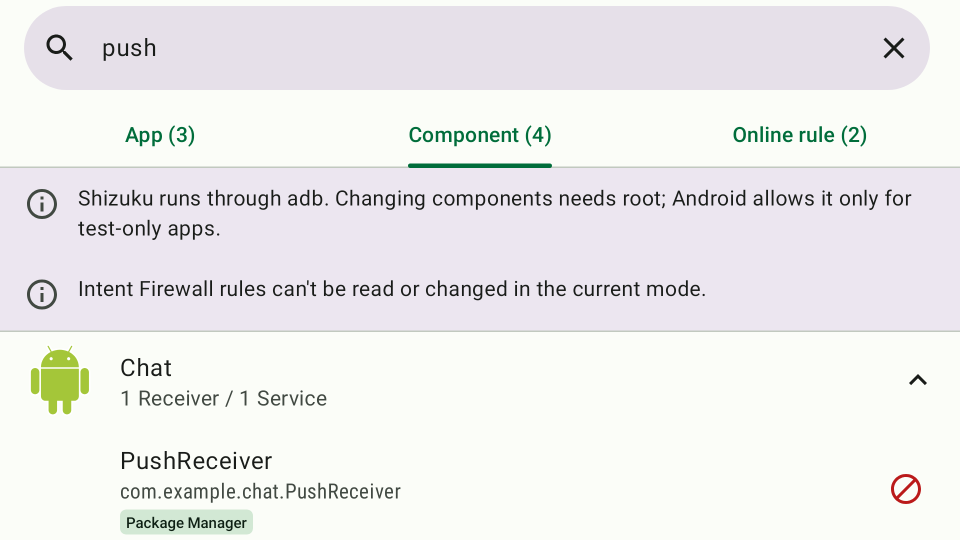 push
App (3)
Component (4)
Online rule (2)
Shizuku runs through adb. Changing components needs root; Android allows it only for
test-only apps.
Intent Firewall rules can't be read or changed in the current mode.
Chat
1 Receiver / 1 Service
PushReceiver
com.example.chat.PushReceiver
Package Manager